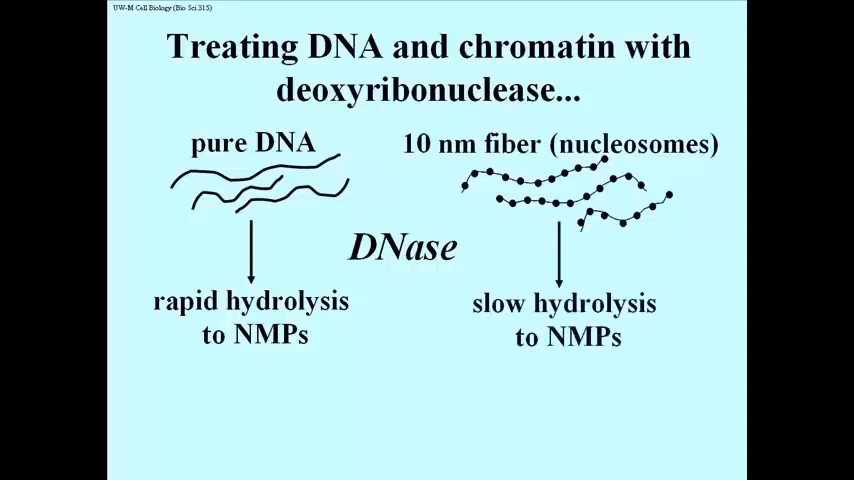 UW-M Cell Biology (Bio Sci 315)
Treating DNA and chromatin with
deoxyribonuclease...
pure DNA
10 nm fiber (nucleosomes)
DNase
rapid hydrolysis
to NMPs
slow hydrolysis
to NMPs